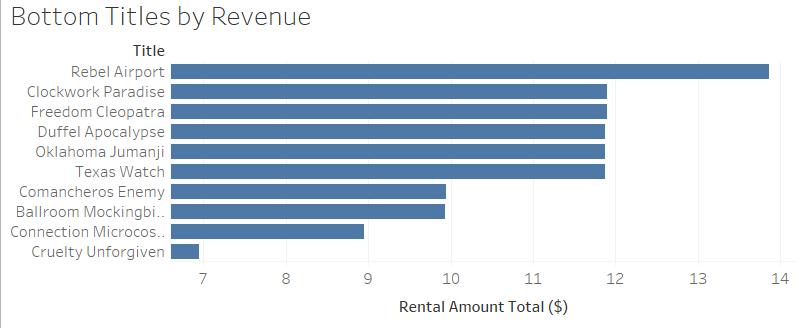 Bottom Titles by Revenue
Title
Rebel Airport
Clockwork Paradise
Freedom Cleopatra
Duffel Apocalypse
Oklahoma Jumanji
Texas Watch
Comancheros Enemy
Ballroom Mockingbi..
Connection Microcos..
Cruelty Unforgiven
7 8 9 10 11 12 13 14
Rental Amount Total ($)